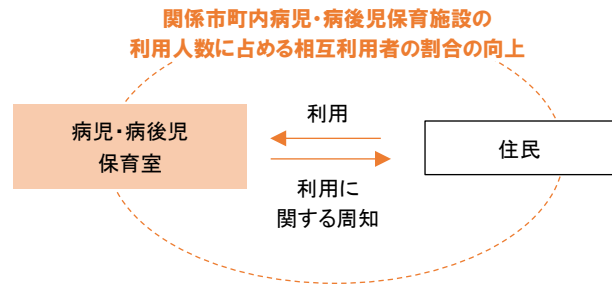 関係市町内病児・病後児保育施設の
利用人数に占める相互利用者の割合の向上
病児・病後児
保育室
利用
利用に
関する周知
住民